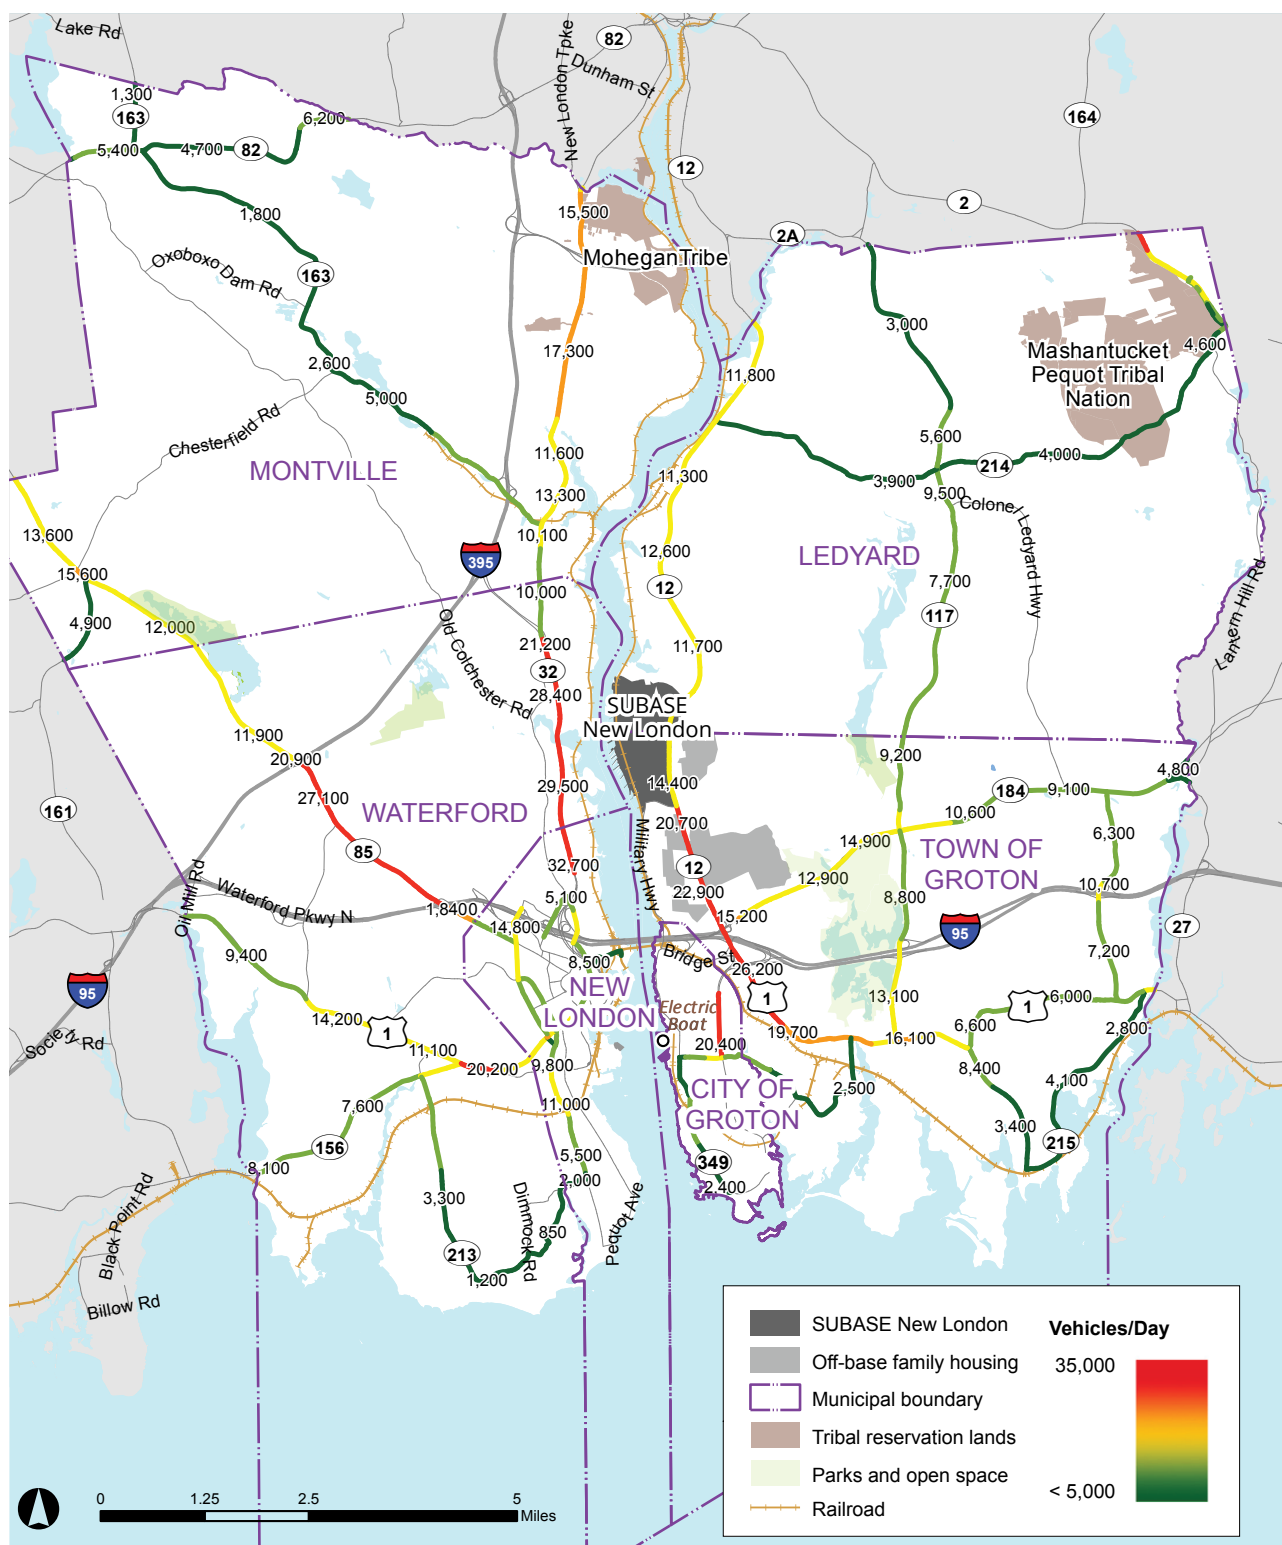 Lake Rd
New London Tpke
82
Dunham St
1,300
163
6,200
164
5,400
4,700
82
12
2
1,800
15,500
2A
Mohegan Tribe
Oxoboxo Dam Rd
163
3,000
17,300
2,600
11,800
4,600
Mashantucket
Pequot Tribal
Nation
5,000
Chesterfield Rd
5,600
11,600
4,000
214
MONTVILLE
11,300
3,900
9,500
13,300
Colonel Ledyard Hwy
13,600
10,100
12,600
LEDYARD
395
15,600
7,700
12
10,000
117
4,900
12,000
Old Colchester Rd
21,200
11,700
Lantern Hill Rd
32
28,400
SUBASE
New London
11,900
20,900
9,200
4,800
29,500
14,400
184
9,100
27,100
161
WATERFORD
10,600
20,700
Military Hwy
6,300
14,900
TOWN OF
GROTON
85
32,700
12
12,900
10,700
22,900
Oil Mill Rd
Waterford Pkwy N
5,100
8,800
1,8400
15,200
14,800
27
95
9,400
Bridge St
7,200
8,500
26,200
95
NEW
LONDON
13,100
1
1
6,000
Electric
Boat
14,200
1
19,700
6,600
2,800
Society Rd
11,100
20,400
16,100
20,200
9,800
8,400
CITY OF
GROTON
4,100
2,500
7,600
11,000
3,400
215
156
5,500
349
8,100
2,000
2,400
3,300
Dimmock Rd
Pequot Ave
Black Point Rd
850
213
1,200
Billow Rd
SUBASE New London
Off-base family housing
Municipal boundary
Tribal reservation lands
Parks and open space
Railroad
Vehicles/Day
35,000
< 5,000
0 1.25 2.5 5
Miles